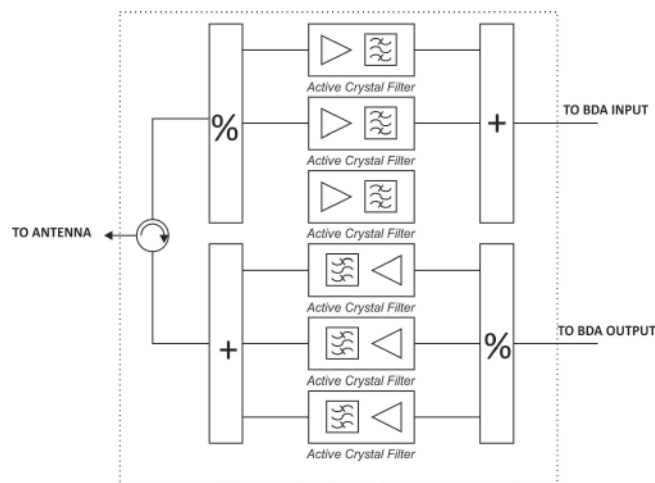 Active Crystal Filter
%
+
TO BDA INPUT
Active Crystal Filter
TO ANTENNA
Active Crystal Filter
Active Crystal Filter
+
%
TO BDA OUTPUT
Active Crystal Filter
Active Crystal Filter